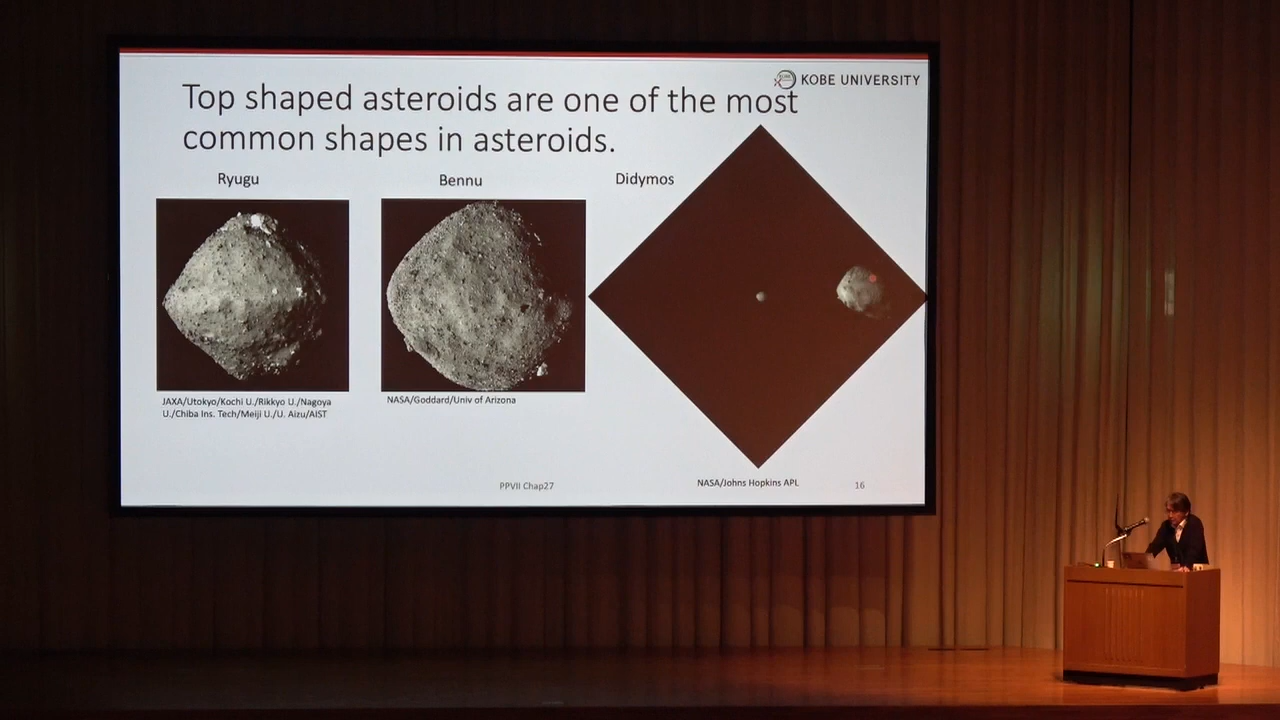 KOBE UNIVERSITY
Top shaped asteroids are one of the most
common shapes in asteroids.
Ryugu
Bennu
Didymos
JAXA/Utokyo/Kochi U./Rikkyo U./Nagoya
U./Chiba Ins. Tech/Meiji U./U. Aizu/AIST
NASA/Goddard/Univ of Arizona
NASA/Johns Hopkins APL
PPVII Chap27
16